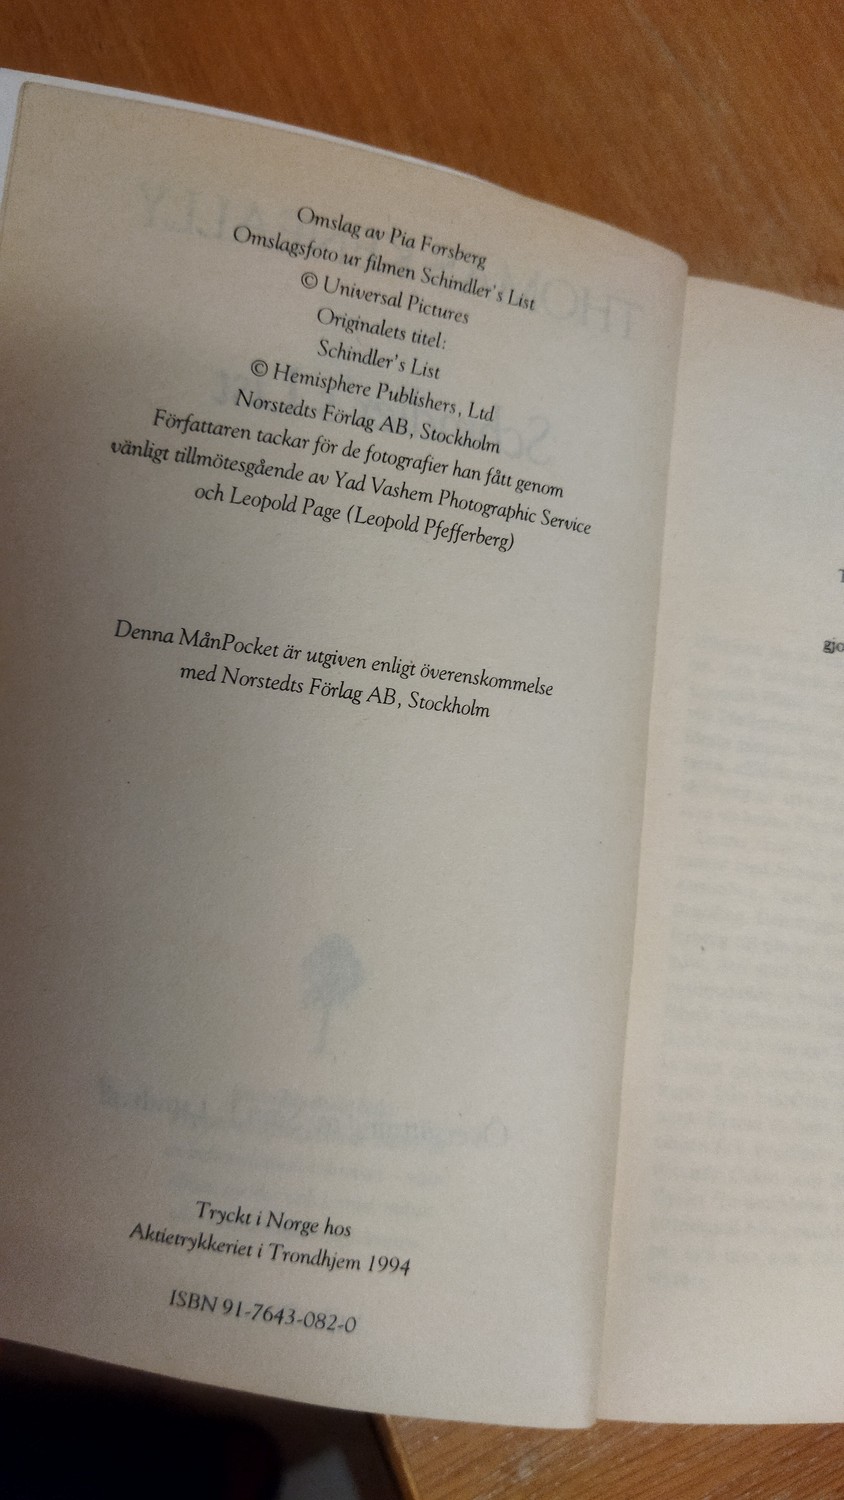 Omslag av Pia Forsberg
Omslagsfoto ur filmen Schindler's List
© Universal Pictures
Originalets titel:
Schindler's List
© Hemisphere Publishers, Ltd
Norstedts Förlag AB, Stockholm
Författaren tackar för de fotografier han fått genom
vänligt tillmötesgående av Yad Vashem Photographic Service
och Leopold Page (Leopold Pfefferberg)
Denna MånPocket är utgiven enligt överenskommelse
med Norstedts Förlag AB, Stockholm
Tryckt i Norge hos
Aktietrykkeriet i Trondhjem 1994
ISBN 91-7643-082-0